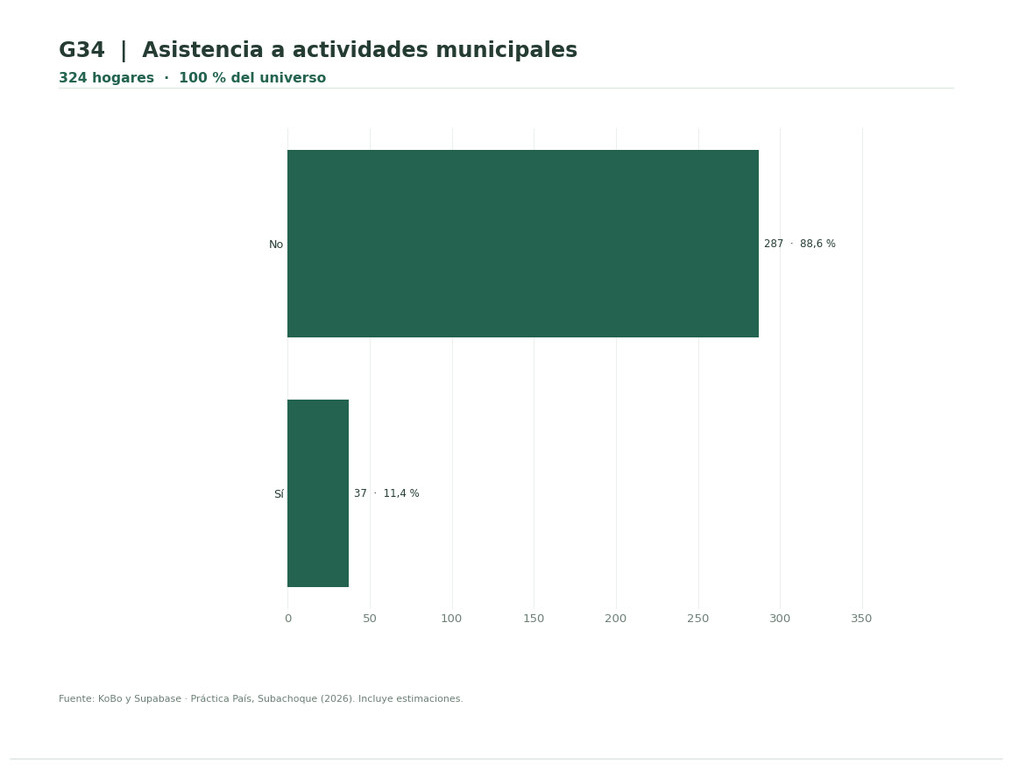 G34 | Asistencia a actividades municipales
324 hogares · 100 % del universo
No
287 · 88,6 %
Sí
37 · 11,4 %
0 50 100 150 200 250 300 350
Fuente: KoBo y Supabase · Práctica País, Subachoque (2026). Incluye estimaciones.